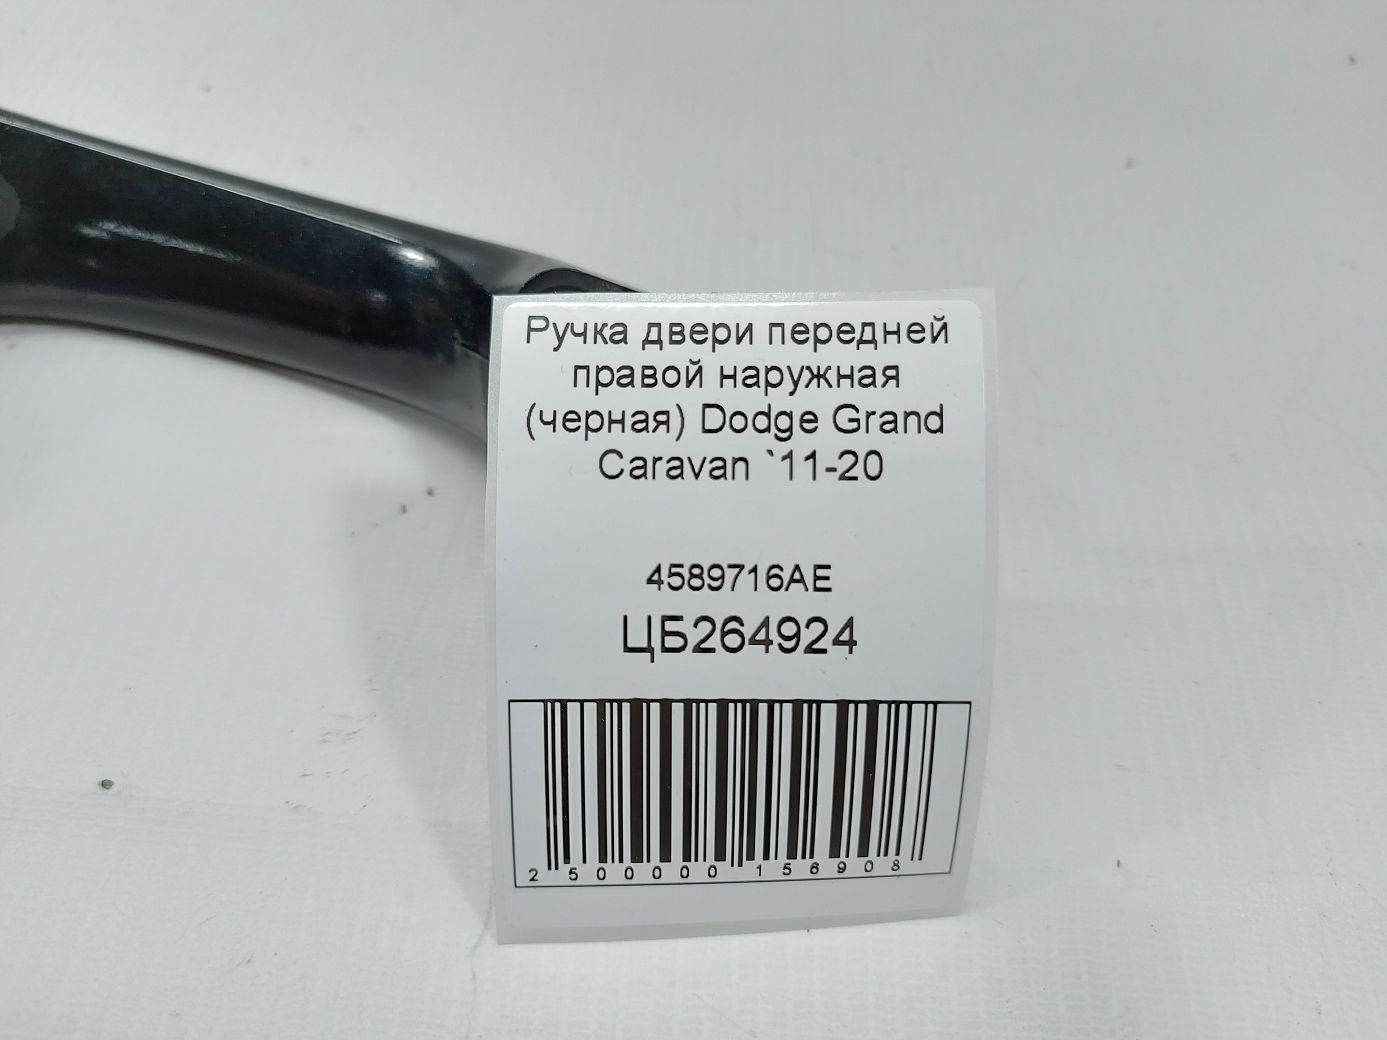 Ручка двери передней
правой наружная
(черная) Dodge Grand
Caravan `11-20
4589716AE
ЦБ264924
2 500000 156908